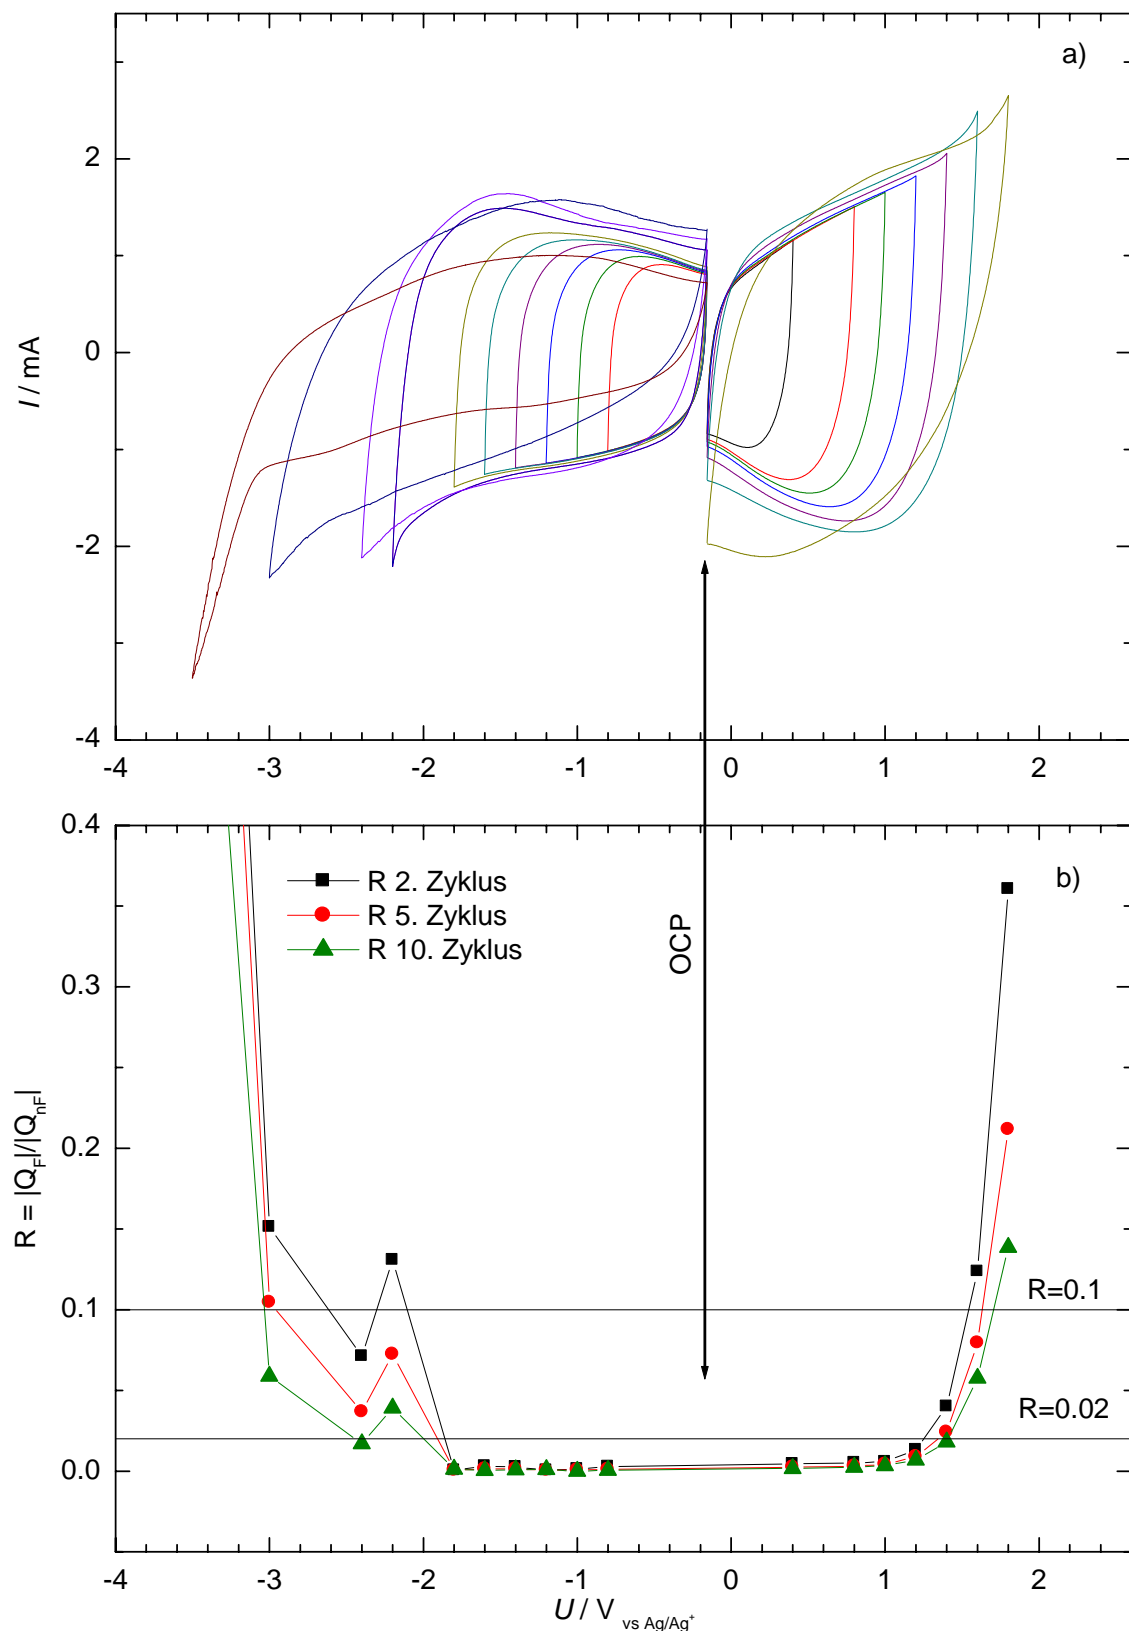 a)
2
0
-2
-4
I / mA
-4 -3 -2 -1 0 1 2
0.4
0.3
0.2
0.1
0.0
R = |Q_F|/|Q_nF|
R 2. Zyklus
R 5. Zyklus
R 10. Zyklus
b)
OCP
R=0.1
R=0.02
-4 -3 -2 -1 0 1 2
U / V vs Ag/Ag⁺